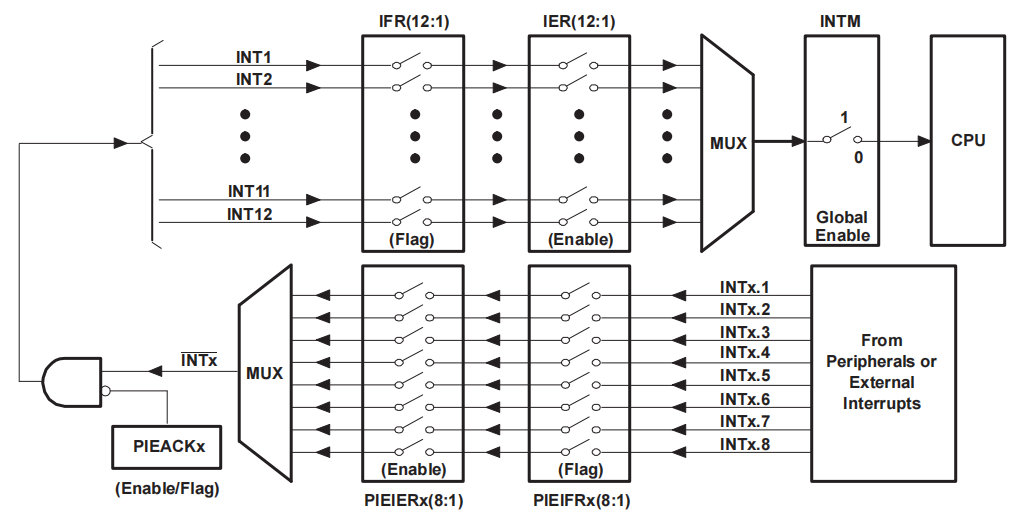 IFR(12:1)
IER(12:1)
INTM
INT1
INT2
1
MUX
CPU
0
INT11
INT12
(Flag)
(Enable)
Global
Enable
INTx.1
INTx.2
INTx.3
INTx.4
INTx.5
INTx.6
INTx.7
INTx.8
From
Peripherals or
External
Interrupts
INTx
MUX
PIEACKx
(Enable/Flag)
(Enable)
(Flag)
PIEIERx(8:1)
PIEIFRx(8:1)